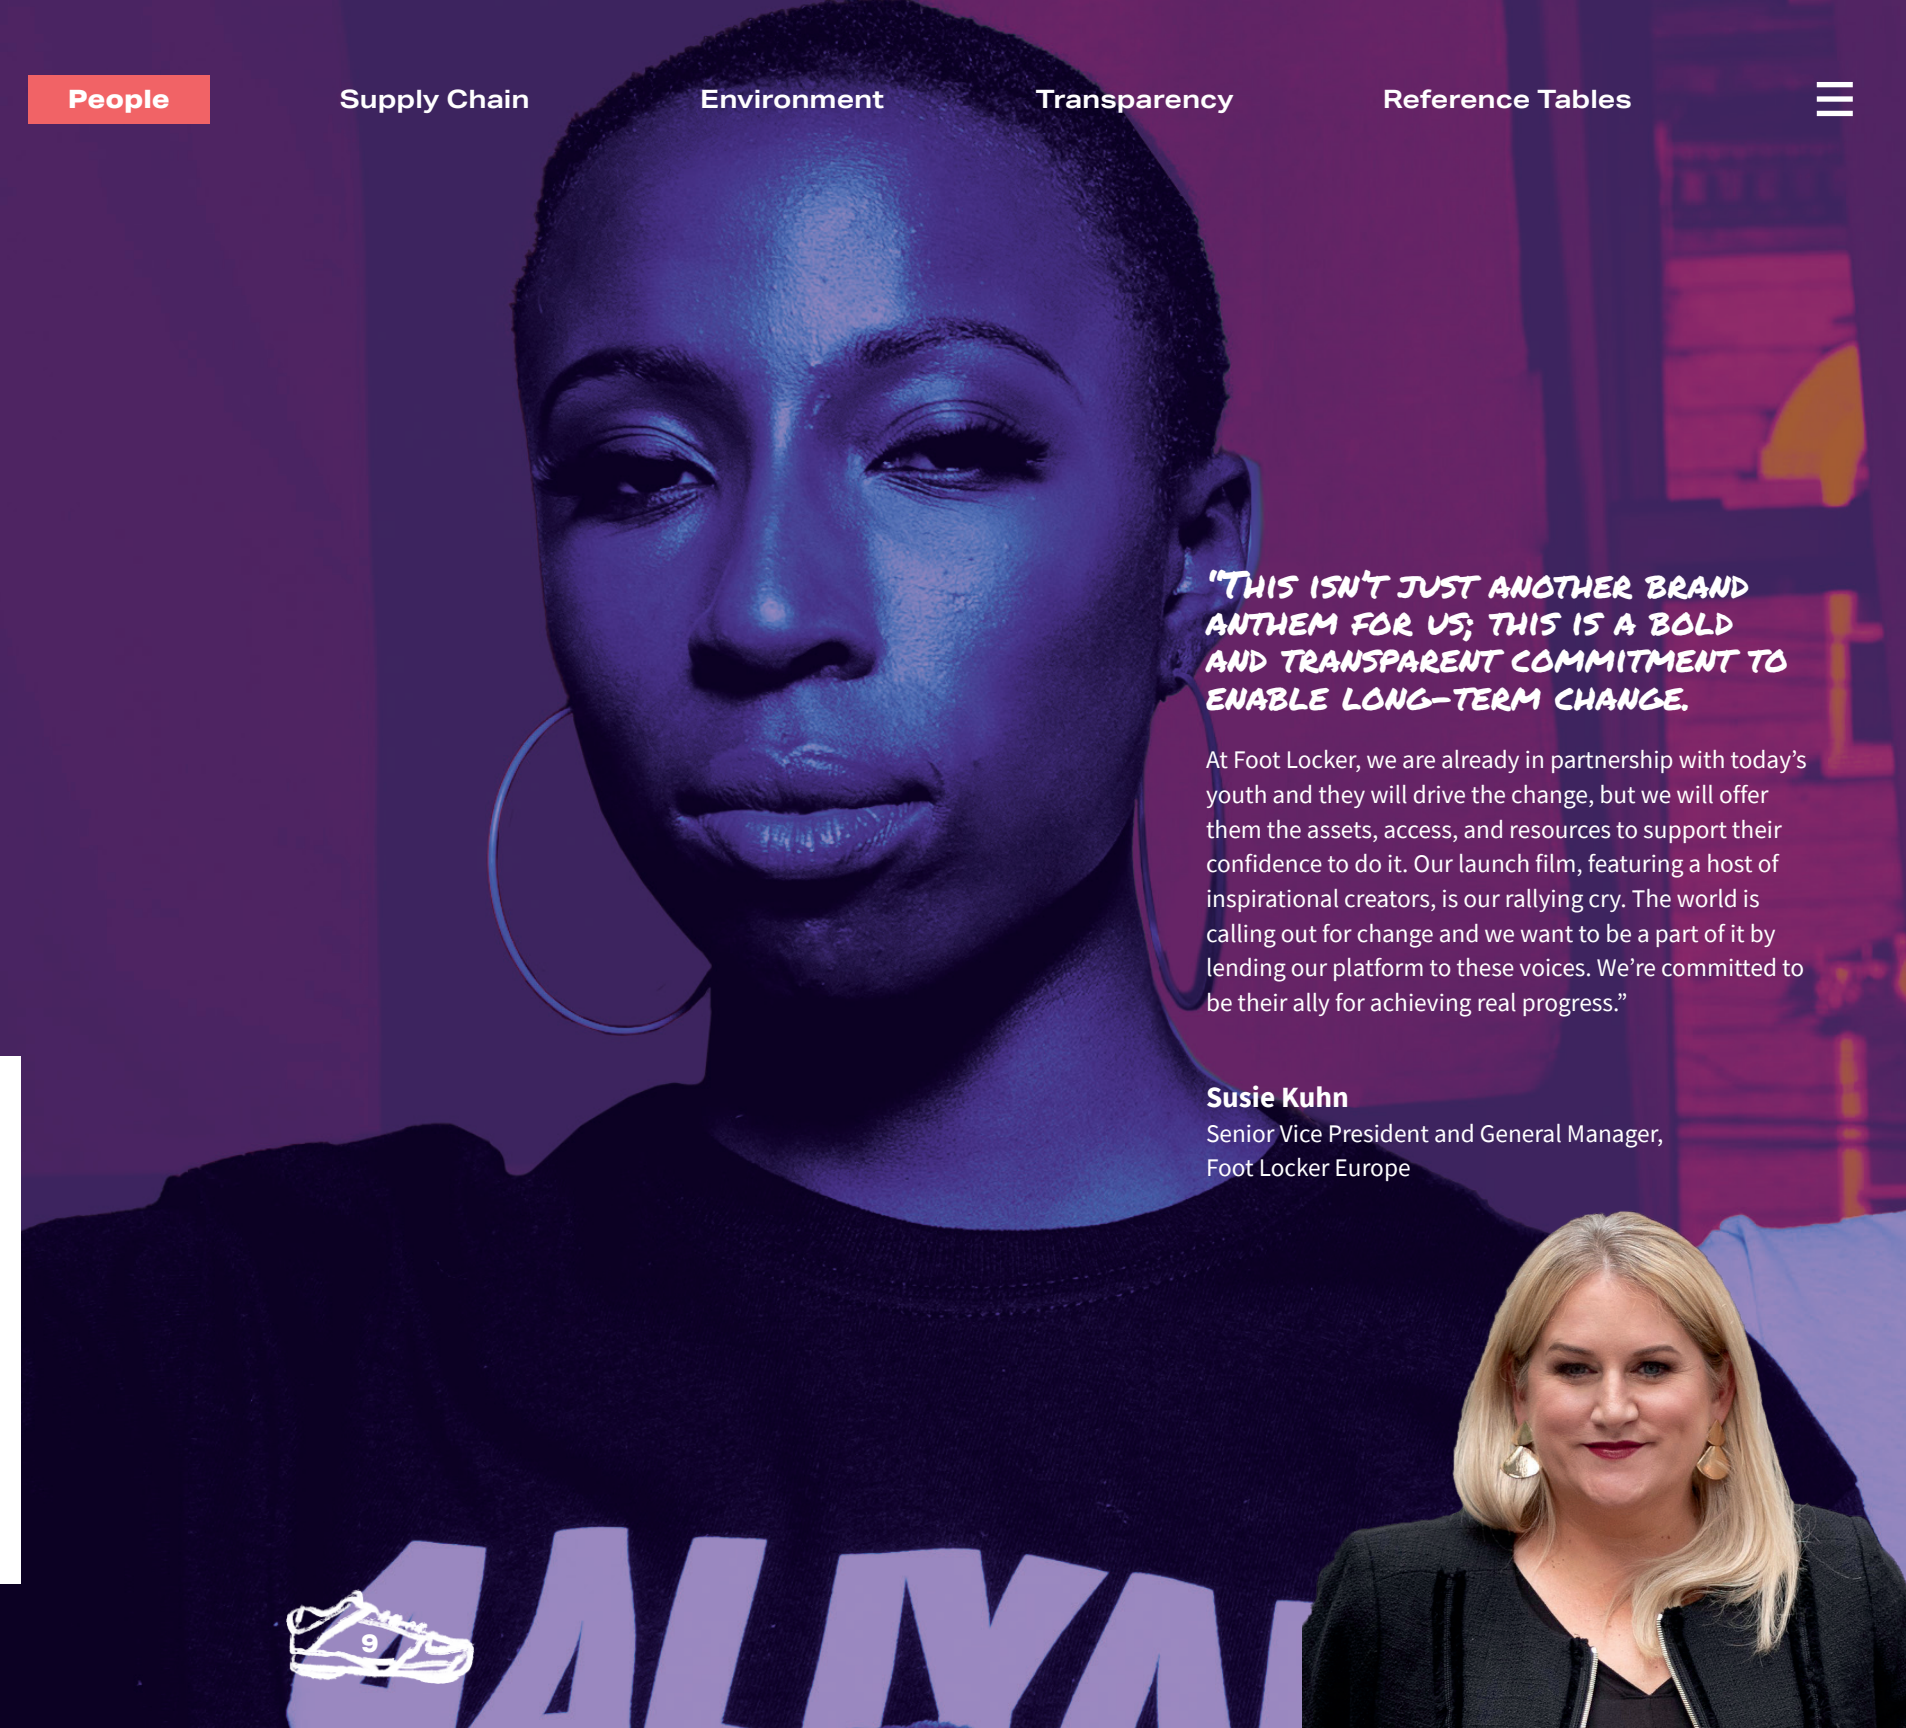 People
Supply Chain
Environment
Transparency
Reference Tables
“This isn’t just another brand
anthem for us; this is a bold
and transparent commitment to
enable long-term change.
At Foot Locker, we are already in partnership with today’s
youth and they will drive the change, but we will offer
them the assets, access, and resources to support their
confidence to do it. Our launch film, featuring a host of
inspirational creators, is our rallying cry. The world is
calling out for change and we want to be a part of it by
lending our platform to these voices. We’re committed to
be their ally for achieving real progress.”
Susie Kuhn
Senior Vice President and General Manager,
Foot Locker Europe
9